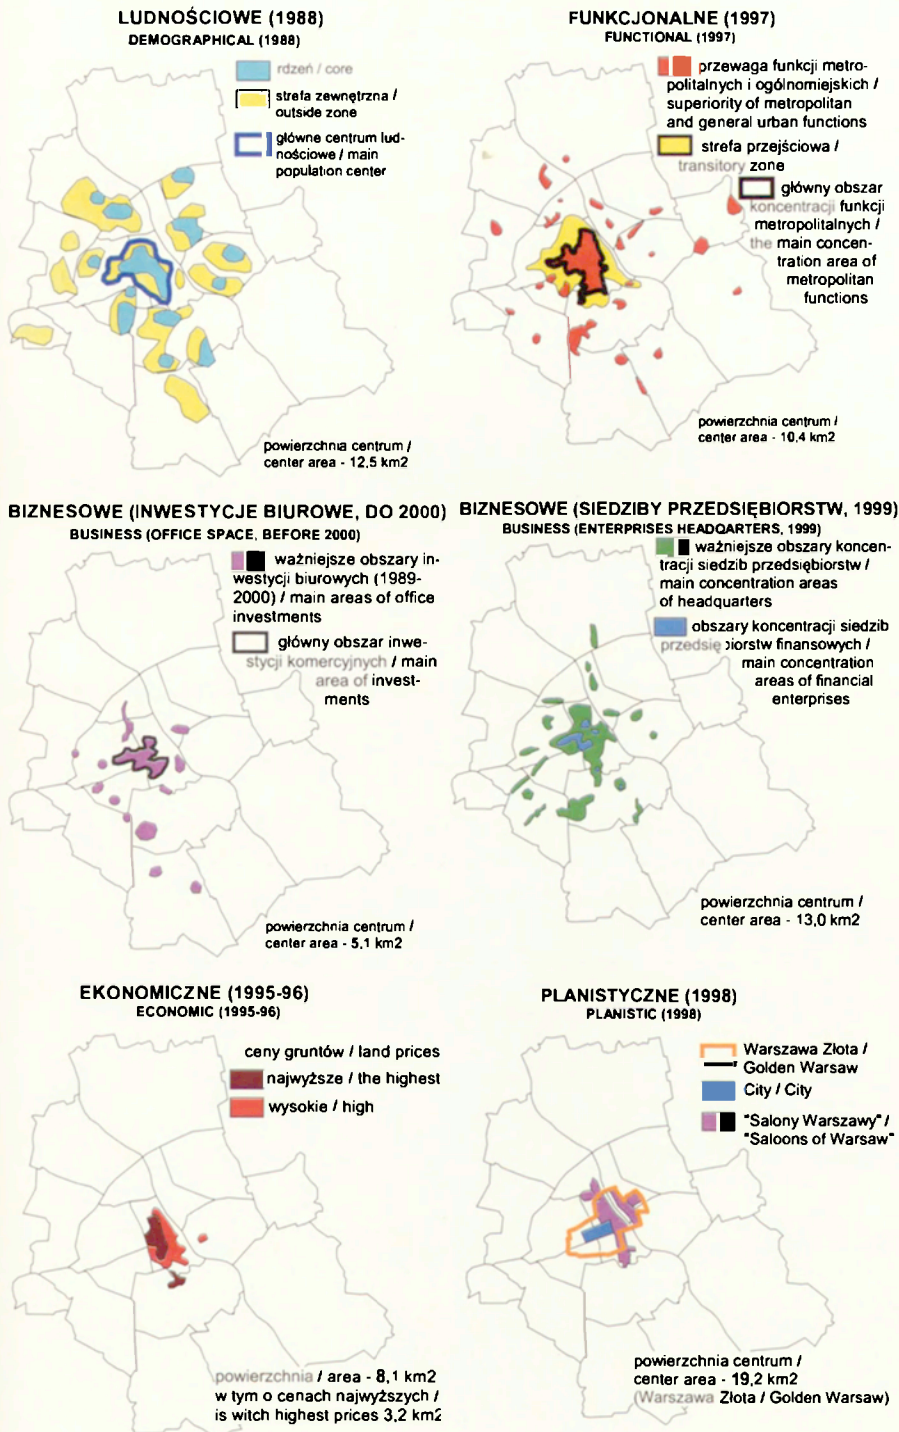 LUDNOŚCIOWE (1988)
DEMOGRAPHICAL (1988)
rdzeń / core
strefa zewnętrzna /
outside zone
główne centrum lud-
nościowe / main
population center
powierzchnia centrum /
center area - 12,5 km2
FUNKCJONALNE (1997)
FUNCTIONAL (1997)
przewaga funkcji metro-
politalnych i ogólnomiejskich /
superiority of metropolitan
and general urban functions
strefa przejściowa /
transitory zone
główny obszar
koncentracji funkcji
metropolitalnych /
the main concen-
tration area of
metropolitan
functions
powierzchnia centrum /
center area - 10,4 km2
BIZNESOWE (INWESTYCJE BIUROWE, DO 2000)
BUSINESS (OFFICE SPACE, BEFORE 2000)
ważniejsze obszary in-
westycji biurowych (1989-
2000) / main areas of office
investments
główny obszar inwe-
stycji komercyjnych / main
area of invest-
ments
powierzchnia centrum /
center area - 5,1 km2
BIZNESOWE (SIEDZIBY PRZEDSIĘBIORSTW, 1999)
BUSINESS (ENTERPRISES HEADQARTERS, 1999)
ważniejsze obszary koncen-
tracji siedzib przedsiębiorstw /
main concentration areas
of headquarters
obszary koncentracji siedzib
przedsiębiorstw finansowych /
main concentration
areas of financial
enterprises
powierzchnia centrum /
center area - 13,0 km2
EKONOMICZNE (1995-96)
ECONOMIC (1995-96)
ceny gruntów / land prices
najwyższe / the highest
wysokie / high
powierzchnia / area - 8,1 km2
w tym o cenach najwyższych /
is witch highest prices 3,2 km2
PLANISTYCZNE (1998)
PLANISTIC (1998)
Warszawa Złota /
Golden Warsaw
City / City
"Salony Warszawy" /
"Saloons of Warsaw"
powierzchnia centrum /
center area - 19,2 km2
(Warszawa Złota / Golden Warsaw)